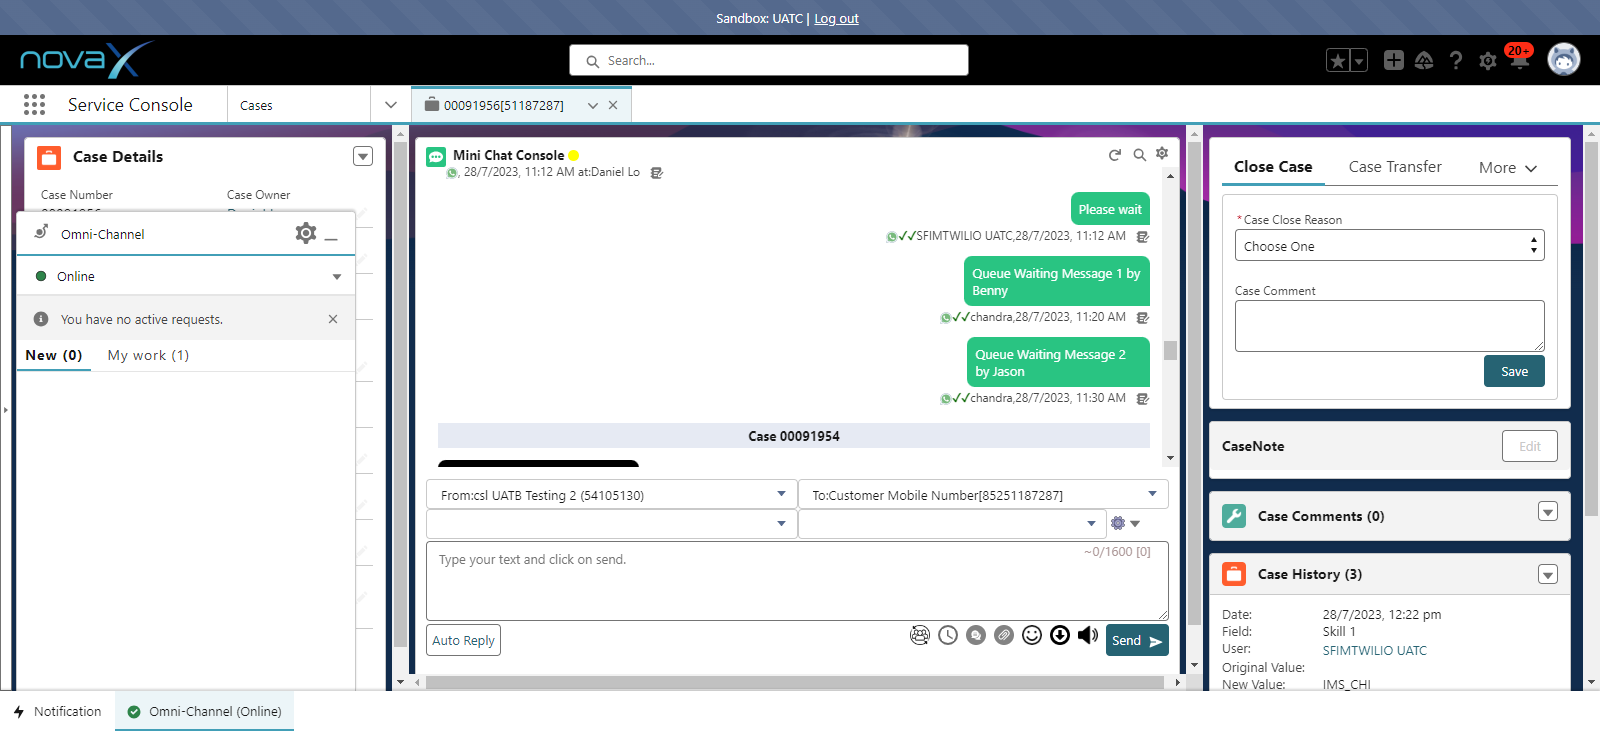 Sandbox: UATC | Log out
novaX
Search...
20+
Service Console
Cases
00091956[51187287]
Case Details
Case Number
Case Owner
Omni-Channel
Online
You have no active requests.
New (0)
My work (1)
Mini Chat Console
, 28/7/2023, 11:12 AM at:Daniel Lo
Please wait
✓✓SFIMTWILIO UATC,28/7/2023, 11:12 AM
Queue Waiting Message 1 by
Benny
✓✓chandra,28/7/2023, 11:20 AM
Queue Waiting Message 2
by Jason
✓✓chandra,28/7/2023, 11:30 AM
Case 00091954
From:csl UATB Testing 2 (54105130)
To:Customer Mobile Number[85251187287]
Type your text and click on send.
~0/1600 [0]
Auto Reply
Send
Close Case
Case Transfer
More
*Case Close Reason
Choose One
Case Comment
Save
CaseNote
Edit
Case Comments (0)
Case History (3)
Date:
28/7/2023, 12:22 pm
Field:
Skill 1
User:
SFIMTWILIO UATC
Original Value:
New Value:
IMS_CHI
Notification
Omni-Channel (Online)